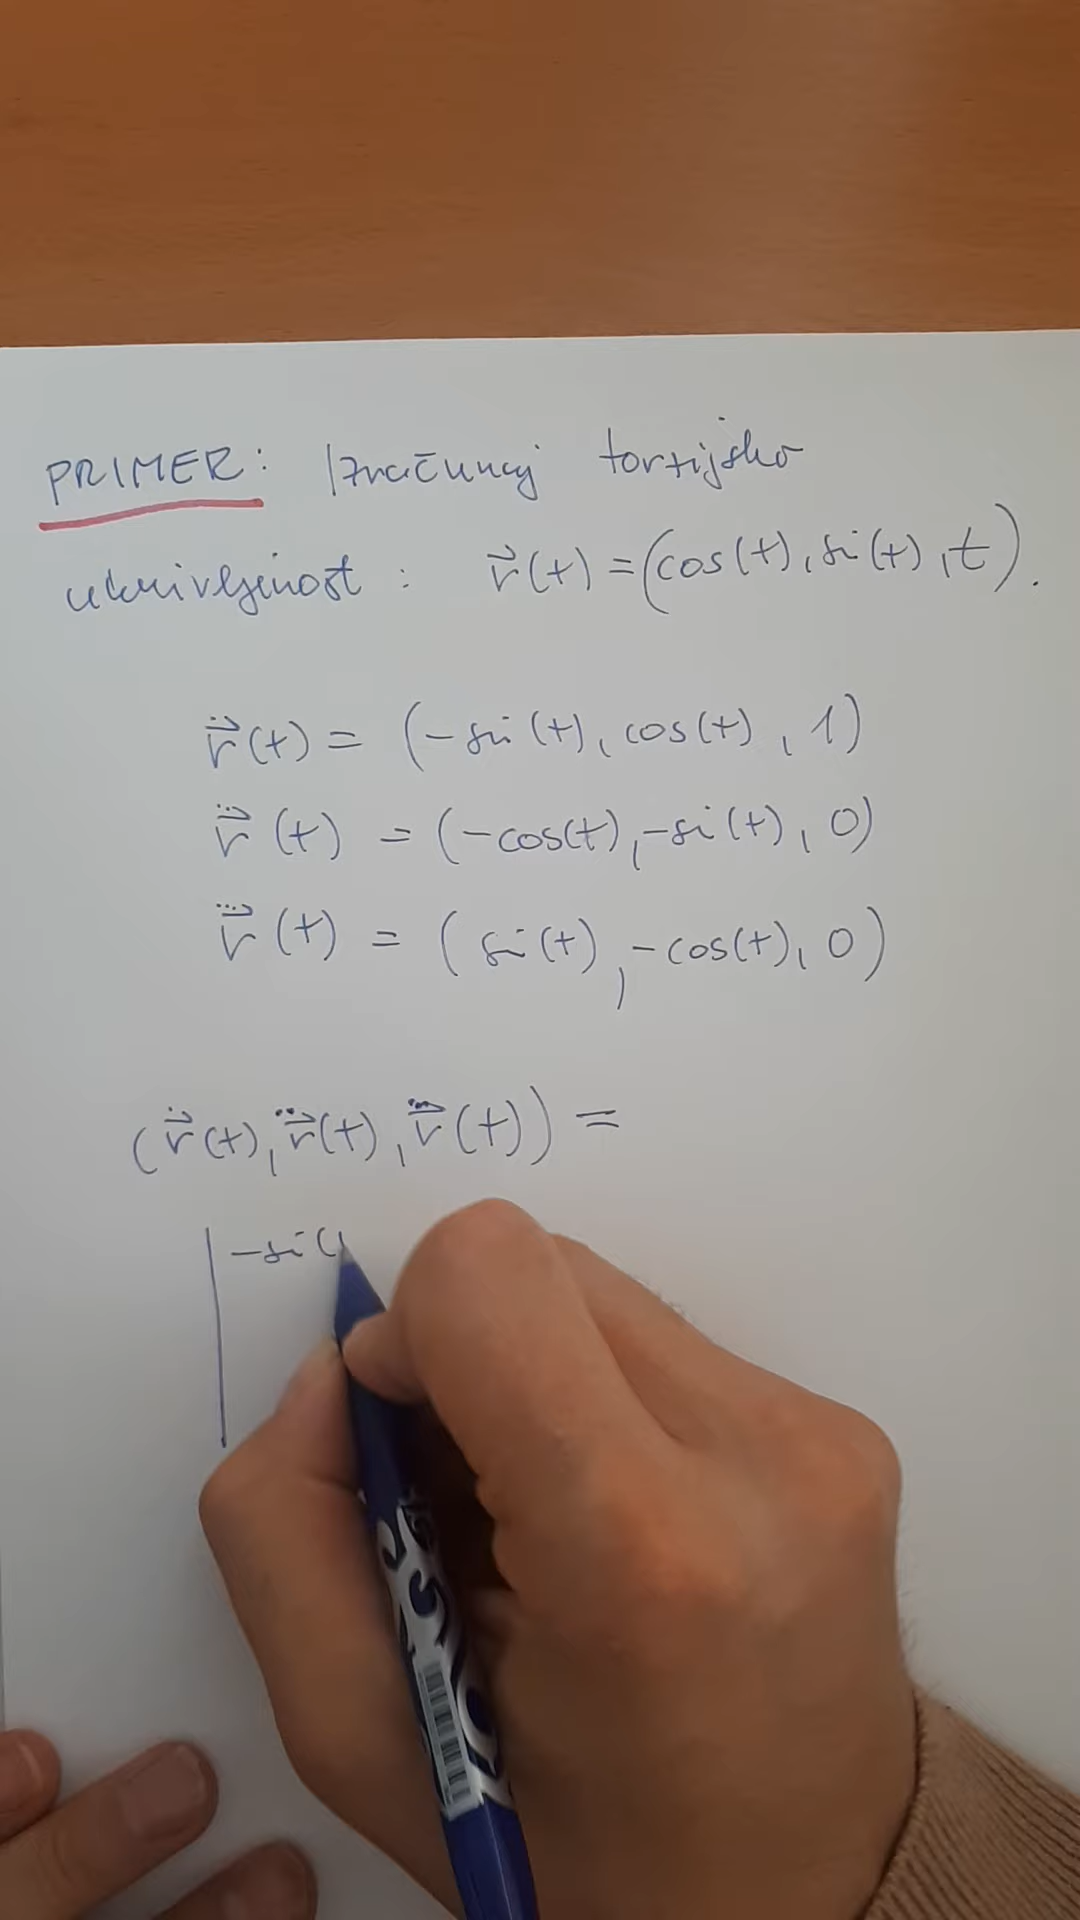 PRIMER: Izračunaj torzijsko
ukrivljenost: r⃗(t) = (cos(t), sin(t), t).
ṙ⃗(t) = (-sin(t), cos(t), 1)
r̈⃗(t) = (-cos(t), -sin(t), 0)
r⃛⃗(t) = (sin(t), -cos(t), 0)
(ṙ⃗(t), r̈⃗(t), r⃛⃗(t)) =
| -sin(